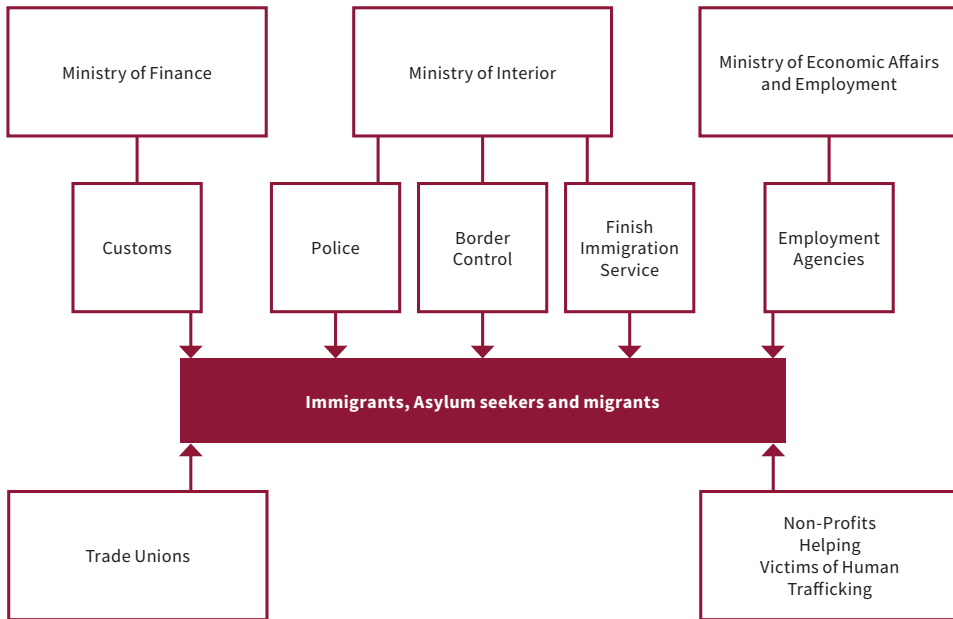 Ministry of Finance
Ministry of Interior
Ministry of Economic Affairs
and Employment
Customs
Police
Border
Control
Finish
Immigration
Service
Employment
Agencies
Immigrants, Asylum seekers and migrants
Trade Unions
Non-Profits
Helping
Victims of Human
Trafficking